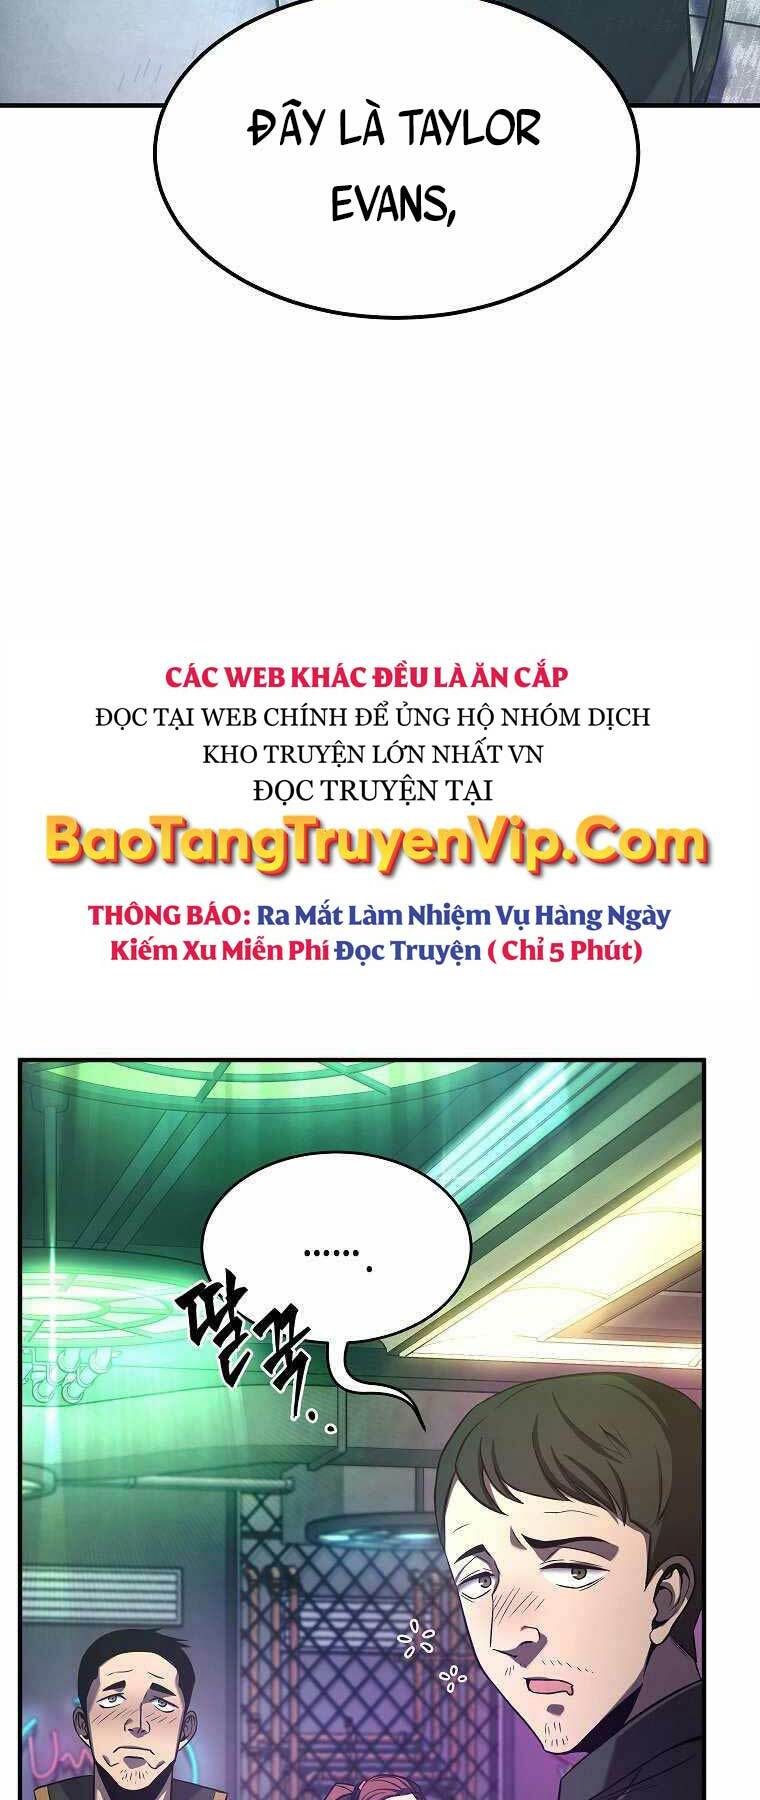 ĐÂY LÀ TAYLOR
EVANS,
CÁC WEB KHÁC ĐỀU LÀ ĂN CẮP
ĐỌC TẠI WEB CHÍNH ĐỂ ỦNG HỘ NHÓM DỊCH
KHO TRUYỆN LỚN NHẤT VN
ĐỌC TRUYỆN TẠI
BaoTangTruyenVip.Com
THÔNG BÁO: Ra Mắt Làm Nhiệm Vụ Hàng Ngày
Kiếm Xu Miễn Phí Đọc Truyện ( Chỉ 5 Phút)
.......
딸꾹..